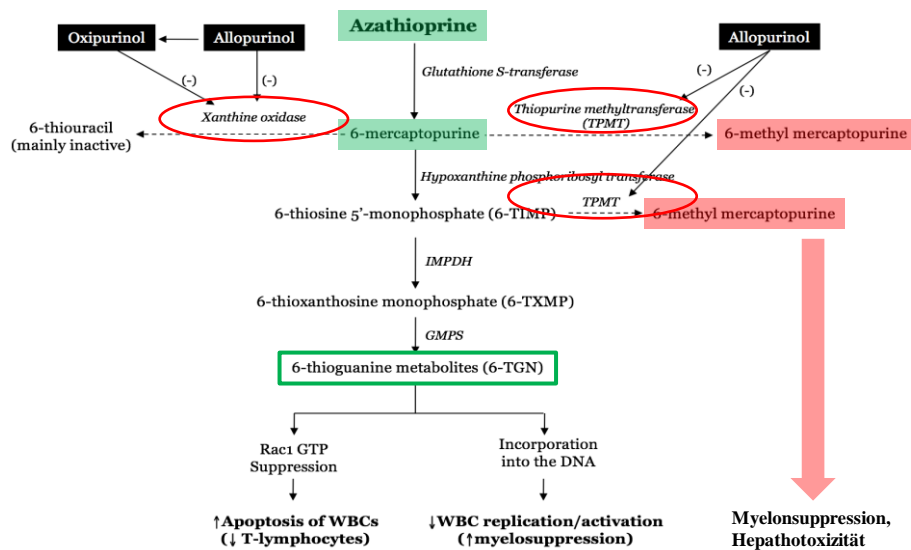 Azathioprine
Oxipurinol
Allopurinol
Allopurinol
(-)
(-)
(-)
(-)
Glutathione S-transferase
Xanthine oxidase
Thiopurine methyltransferase
(TPMT)
6-thiouracil
(mainly inactive)
6-mercaptopurine
6-methyl mercaptopurine
Hypoxanthine phosphoribosyl transferase
6-thiosine 5’-monophosphate (6-TIMP)
TPMT
6-methyl mercaptopurine
IMPDH
6-thioxanthosine monophosphate (6-TXMP)
GMPS
6-thioguanine metabolites (6-TGN)
Rac1 GTP
Suppression
Incorporation
into the DNA
↑Apoptosis of WBCs
(↓ T-lymphocytes)
↓WBC replication/activation
(↑myelosuppression)
Myelonsuppression,
Hepathotoxizität